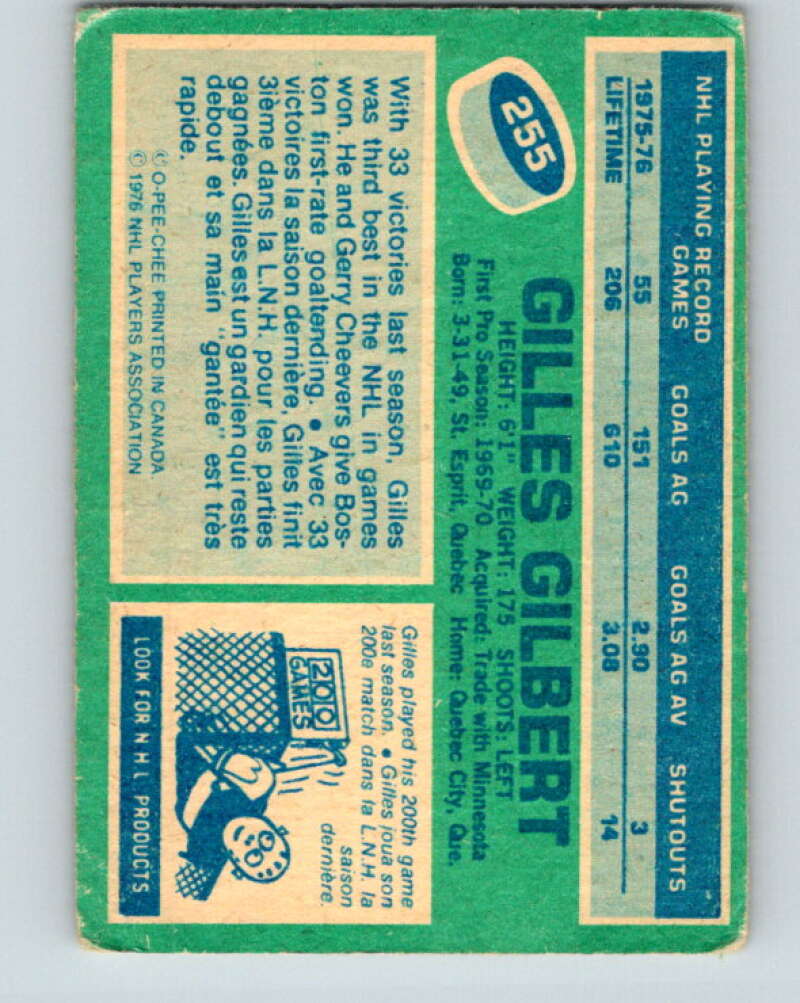 NHL PLAYING RECORD
GAMES GOALS AG GOALS AG AV SHUTOUTS
1975-76 55 151 2.90 3
LIFETIME 206 610 3.08 14
255
GILLES GILBERT
HEIGHT: 6'1" WEIGHT: 175 SHOOTS: LEFT
First Pro Season: 1969-70 Acquired: Trade with Minnesota
Born: 3-31-49, St. Esprit, Quebec Home: Quebec City, Que.
With 33 victories last season, Gilles
was third best in the NHL in games
won. He and Gerry Cheevers give Bos-
ton first-rate goaltending. • Avec 33
victoires la saison dernière, Gilles finit
3ième dans la L.N.H. pour les parties
gagnées. Gilles est un gardien qui reste
debout et sa main "gantée" est très
rapide.
© O-PEE-CHEE PRINTED IN CANADA
© 1976 NHL PLAYERS ASSOCIATION
Gilles played his 200th game
last season. • Gilles joua son
200e match dans la L.N.H. la
saison
dernière.
200
GAMES
LOOK FOR NHL PRODUCTS